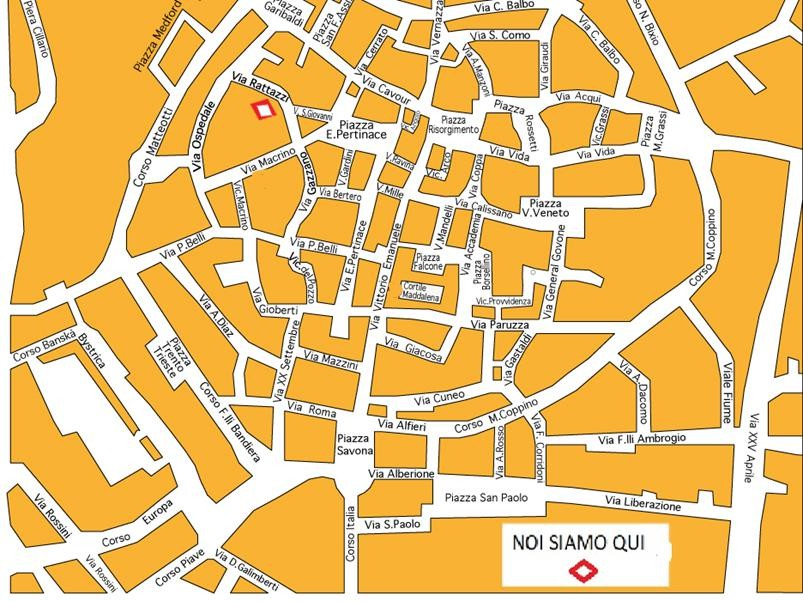 Via C. Balbo
Piazza
Garibaldi
Piazza
San F.Assisi
Via Vernazza
Piera Cillario
Piazza Medford
Via Cerrato
Via S. Como
Via C. Balbo
Corso N. Bixio
Via A.Manzoni
Via Giraudi
Via Rattazzi
Via Cavour
Via Acqui
V. S.Giovanni
Piazza
E.Pertinace
Piazza
Risorgimento
Piazza Rossetti
Vic.Grassi
Piazza
M.Grassi
Via Ospedale
Corso Matteotti
Via Macrino
Via Gazzano
V.Gardini
V.Ravina
Vic. Arco
Via Coppa
Via Vida
Via Vida
Vic.Macrino
Via Bertero
V.Mille
Via Calissano
Piazza
V.Veneto
V.Mandelli
Via Accademia
Via P.Belli
Via P.Belli
Via E.Pertinace
Via Vittorio Emanuele
Piazza
Falcone
Piazza
Borsellino
Via General Govone
Corso M.Coppino
Vic.del Pozzo
Cortile
Maddalena
Vic.Provvidenza
Via
Gioberti
Via A.Diaz
Via Paruzza
Corso Banská
Bystrica
Piazza
Trento
Trieste
Via XX Settembre
Via Mazzini
Via Giacosa
Via Gastaldi
Via A.Dacomo
Viale Fiume
Corso F.lli Bandiera
Via Roma
Via Cuneo
Via Alfieri
Corso M.Coppino
Via XXV Aprile
Piazza
Savona
Via A.Rosso
Via F. Corridoni
Via F.lli Ambrogio
Via Alberione
Piazza San Paolo
Via Liberazione
Via Rossini
Corso Europa
Corso Italia
Via S.Paolo
Via Rossini
Corso Piave
Via D.Galimberti
NOI SIAMO QUI